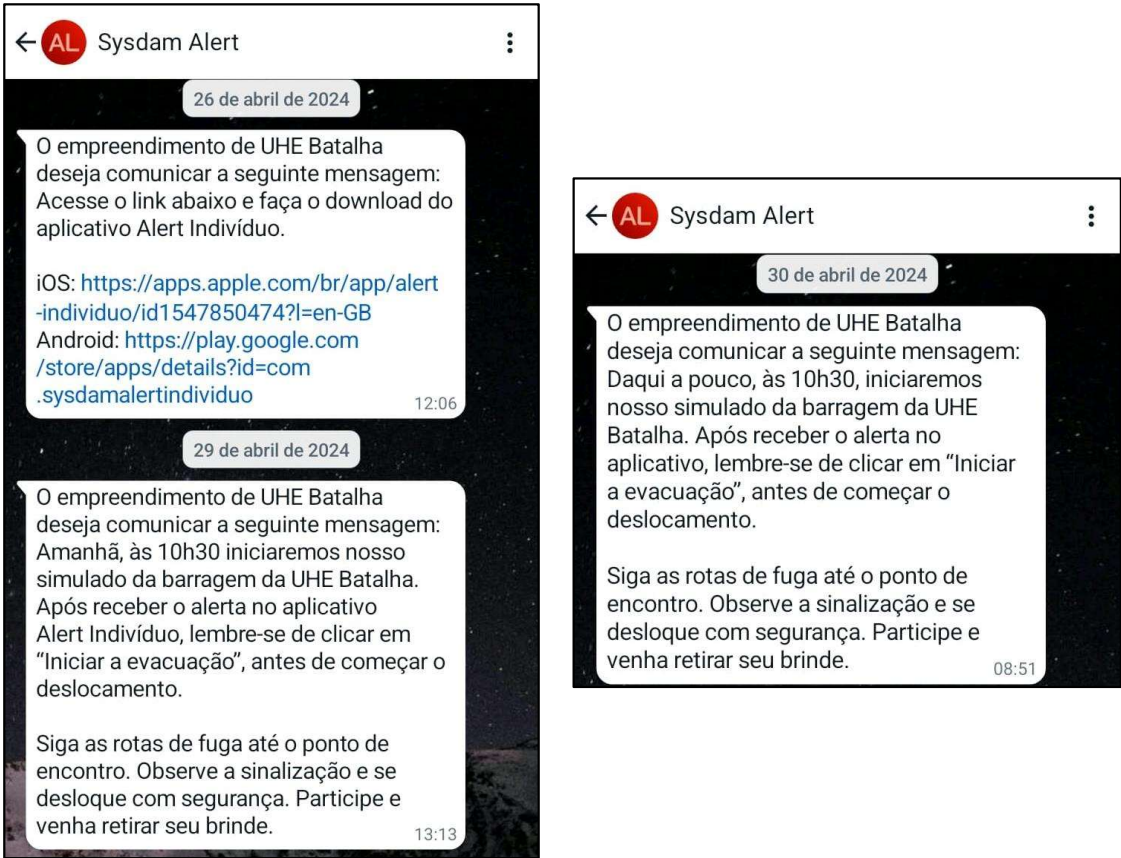 AL Sysdam Alert
26 de abril de 2024
O empreendimento de UHE Batalha
deseja comunicar a seguinte mensagem:
Acesse o link abaixo e faça o download do
aplicativo Alert Indivíduo.
iOS: https://apps.apple.com/br/app/alert
-individuo/id1547850474?l=en-GB
Android: https://play.google.com
/store/apps/details?id=com
.sysdamalertindividuo
12:06
29 de abril de 2024
O empreendimento de UHE Batalha
deseja comunicar a seguinte mensagem:
Amanhã, às 10h30 iniciaremos nosso
simulado da barragem da UHE Batalha.
Após receber o alerta no aplicativo
Alert Indivíduo, lembre-se de clicar em
“Iniciar a evacuação”, antes de começar o
deslocamento.
Siga as rotas de fuga até o ponto de
encontro. Observe a sinalização e se
desloque com segurança. Participe e
venha retirar seu brinde.
13:13
AL Sysdam Alert
30 de abril de 2024
O empreendimento de UHE Batalha
deseja comunicar a seguinte mensagem:
Daqui a pouco, às 10h30, iniciaremos
nosso simulado da barragem da UHE
Batalha. Após receber o alerta no
aplicativo, lembre-se de clicar em “Iniciar
a evacuação”, antes de começar o
deslocamento.
Siga as rotas de fuga até o ponto de
encontro. Observe a sinalização e se
desloque com segurança. Participe e
venha retirar seu brinde.
08:51